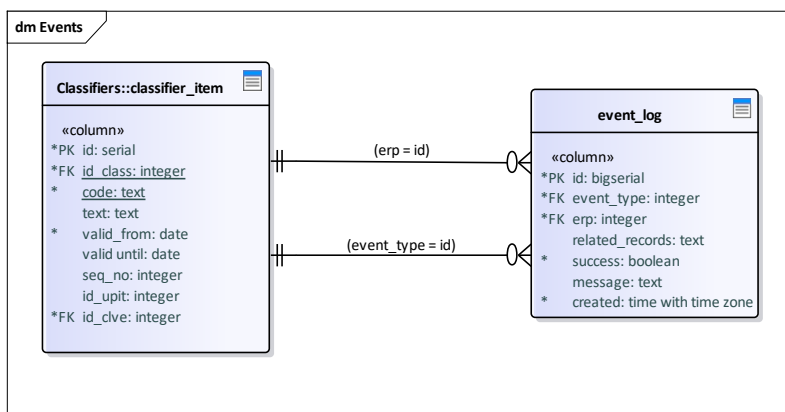 dm Events
Classifiers::classifier_item
«column»
*PK id: serial
*FK id_class: integer
* code: text
text: text
* valid_from: date
valid until: date
seq_no: integer
id_upit: integer
*FK id_clve: integer
(erp = id)
(event_type = id)
event_log
«column»
*PK id: bigserial
*FK event_type: integer
*FK erp: integer
related_records: text
* success: boolean
message: text
* created: time with time zone